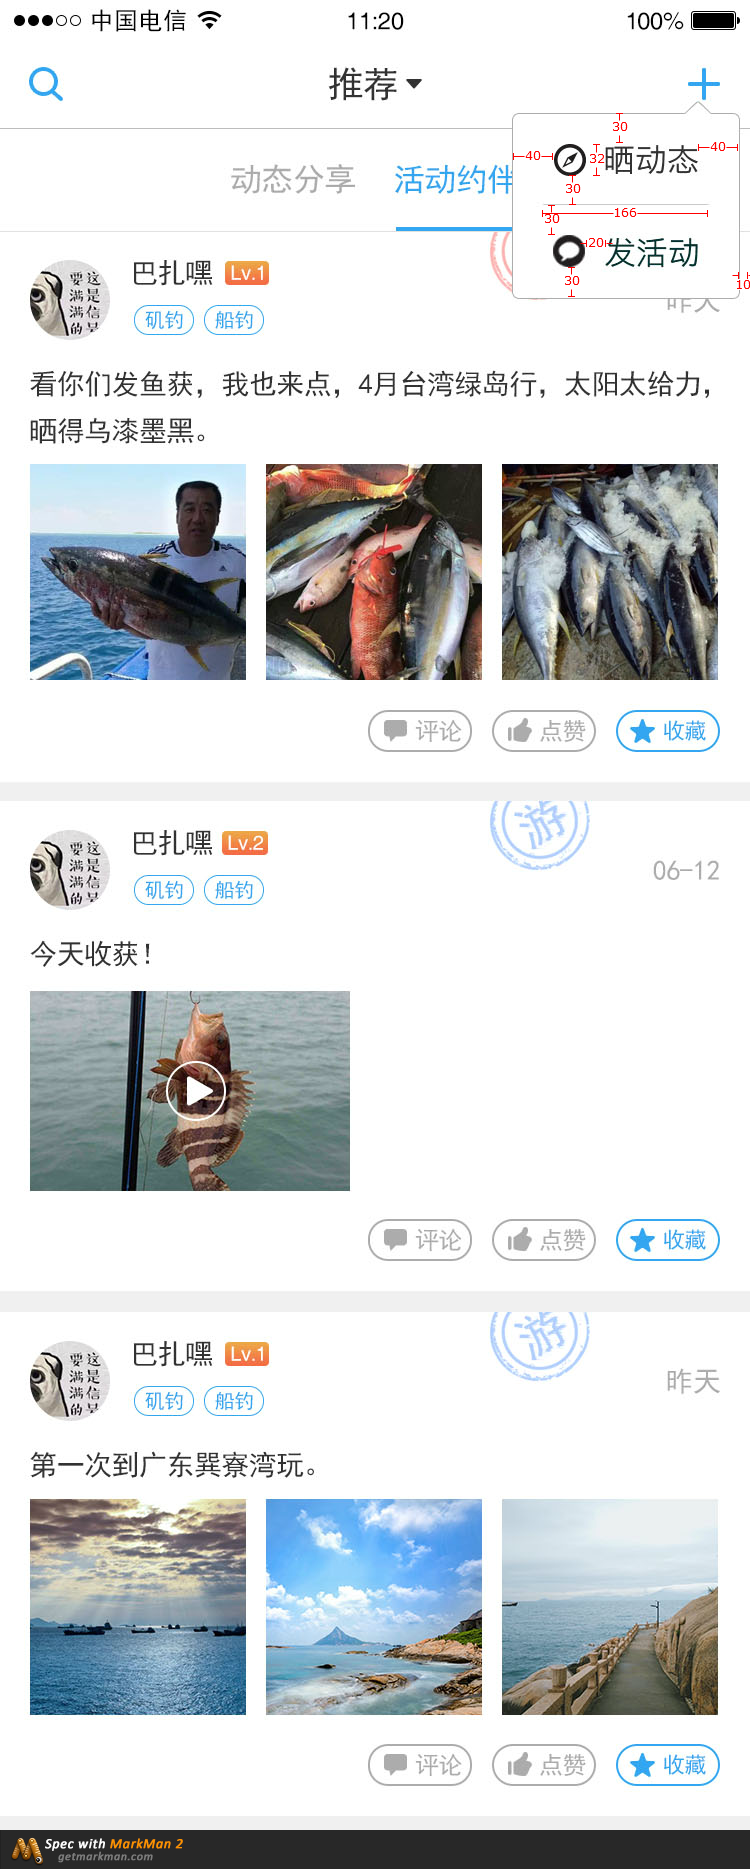 中国电信 11:20 100%
推荐
动态分享 活动约伴
30
40 32 晒动态 40
30
166
30
20 发活动
30 10
巴扎嘿 Lv.1
昨天
矶钓 船钓
看你们发鱼获，我也来点，4月台湾绿岛行，太阳太给力，
晒得乌漆墨黑。
评论 点赞 收藏
游
巴扎嘿 Lv.2
06-12
矶钓 船钓
今天收获！
评论 点赞 收藏
游
巴扎嘿 Lv.1
昨天
矶钓 船钓
第一次到广东巽寮湾玩。
评论 点赞 收藏
Spec with MarkMan 2
getmarkman.com